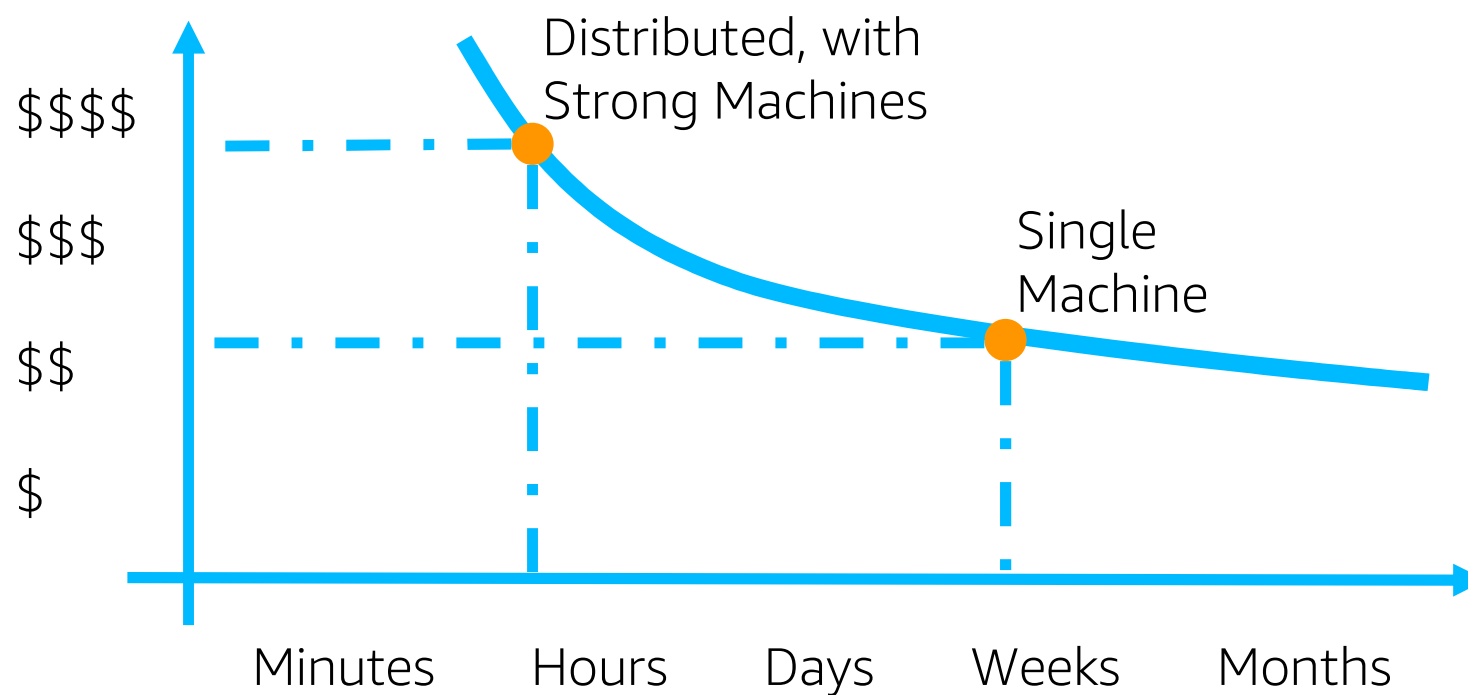 Distributed, with
Strong Machines
$$$$
$$$
Single
Machine
$$
$
Minutes Hours Days Weeks Months